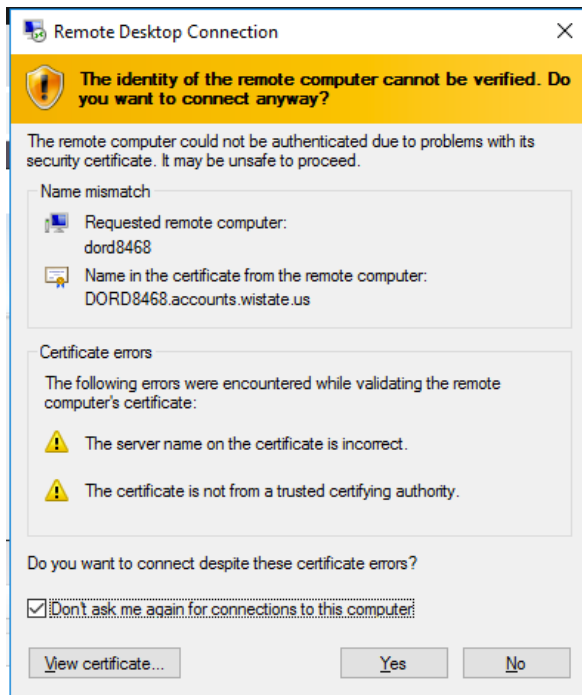 Remote Desktop Connection
The identity of the remote computer cannot be verified. Do
you want to connect anyway?
The remote computer could not be authenticated due to problems with its
security certificate. It may be unsafe to proceed.
Name mismatch
Requested remote computer:
dord8468
Name in the certificate from the remote computer:
DORD8468.accounts.wistate.us
Certificate errors
The following errors were encountered while validating the remote
computer's certificate:
The server name on the certificate is incorrect.
The certificate is not from a trusted certifying authority.
Do you want to connect despite these certificate errors?
Don't ask me again for connections to this computer
View certificate...
Yes
No